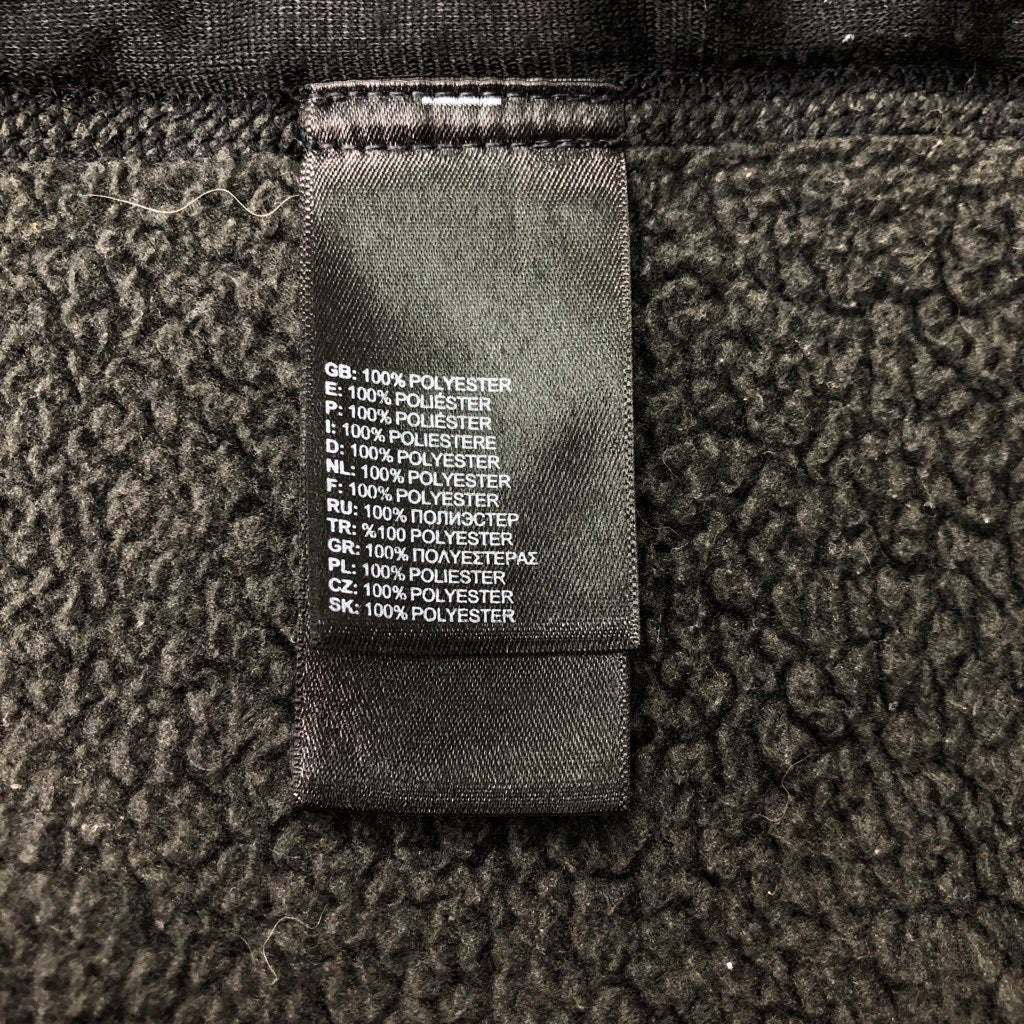 GB: 100% POLYESTER
E: 100% POLIÉSTER
P: 100% POLIÉSTER
I: 100% POLIESTERE
D: 100% POLYESTER
NL: 100% POLYESTER
F: 100% POLYESTER
RU: 100% ПОЛИЭСТЕР
TR: %100 POLYESTER
GR: 100% ΠΟΛΥΕΣΤΕΡΑΣ
PL: 100% POLIESTER
CZ: 100% POLYESTER
SK: 100% POLYESTER